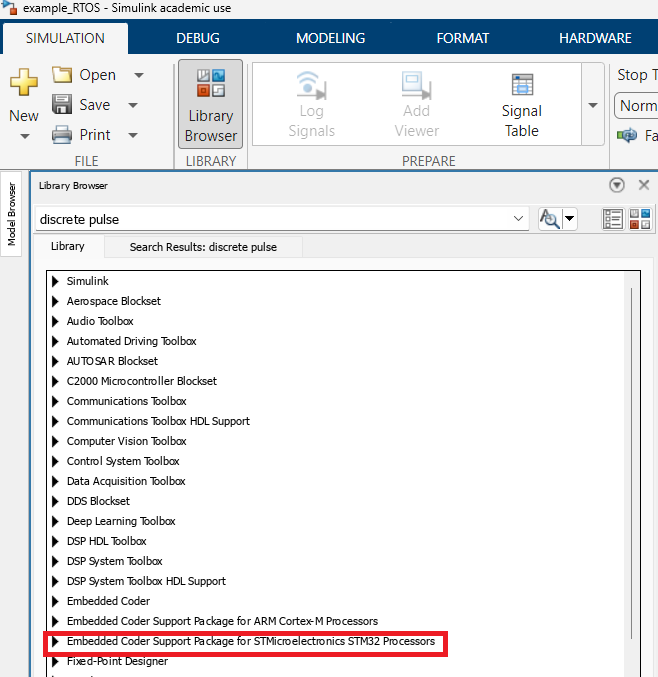 example_RTOS - Simulink academic use
SIMULATION DEBUG MODELING FORMAT HARDWARE
New
Open
Save
Print
FILE
Library
Browser
LIBRARY
Log
Signals
Add
Viewer
Signal
Table
PREPARE
Stop T
Norm
Fa
Model Browser
Library Browser
discrete pulse
Library Search Results: discrete pulse
Simulink
Aerospace Blockset
Audio Toolbox
Automated Driving Toolbox
AUTOSAR Blockset
C2000 Microcontroller Blockset
Communications Toolbox
Communications Toolbox HDL Support
Computer Vision Toolbox
Control System Toolbox
Data Acquisition Toolbox
DDS Blockset
Deep Learning Toolbox
DSP HDL Toolbox
DSP System Toolbox
DSP System Toolbox HDL Support
Embedded Coder
Embedded Coder Support Package for ARM Cortex-M Processors
Embedded Coder Support Package for STMicroelectronics STM32 Processors
Fixed-Point Designer